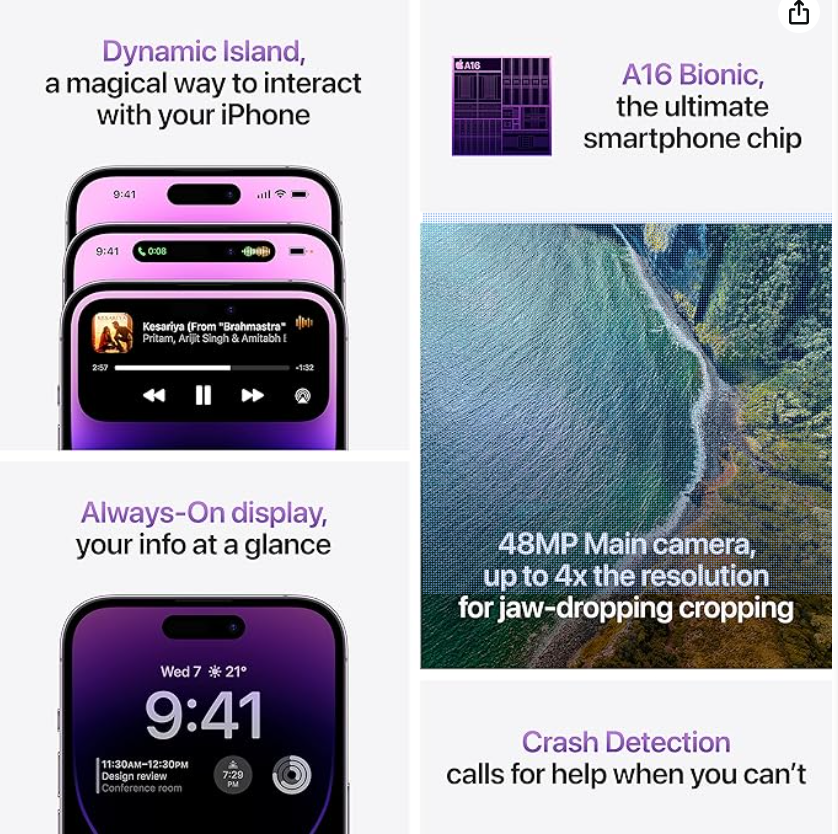 Dynamic Island,
a magical way to interact
with your iPhone
9:41
9:41
0:08
Kesariya (From "Brahmastra"
Pritam, Arijit Singh & Amitabh
2:57
-1:32
Always-On display,
your info at a glance
Wed 7 21°
9:41
11:30AM–12:30PM
Design review
Conference room
7:29
PM
A16
A16 Bionic,
the ultimate
smartphone chip
48MP Main camera,
up to 4x the resolution
for jaw-dropping cropping
Crash Detection
calls for help when you can't